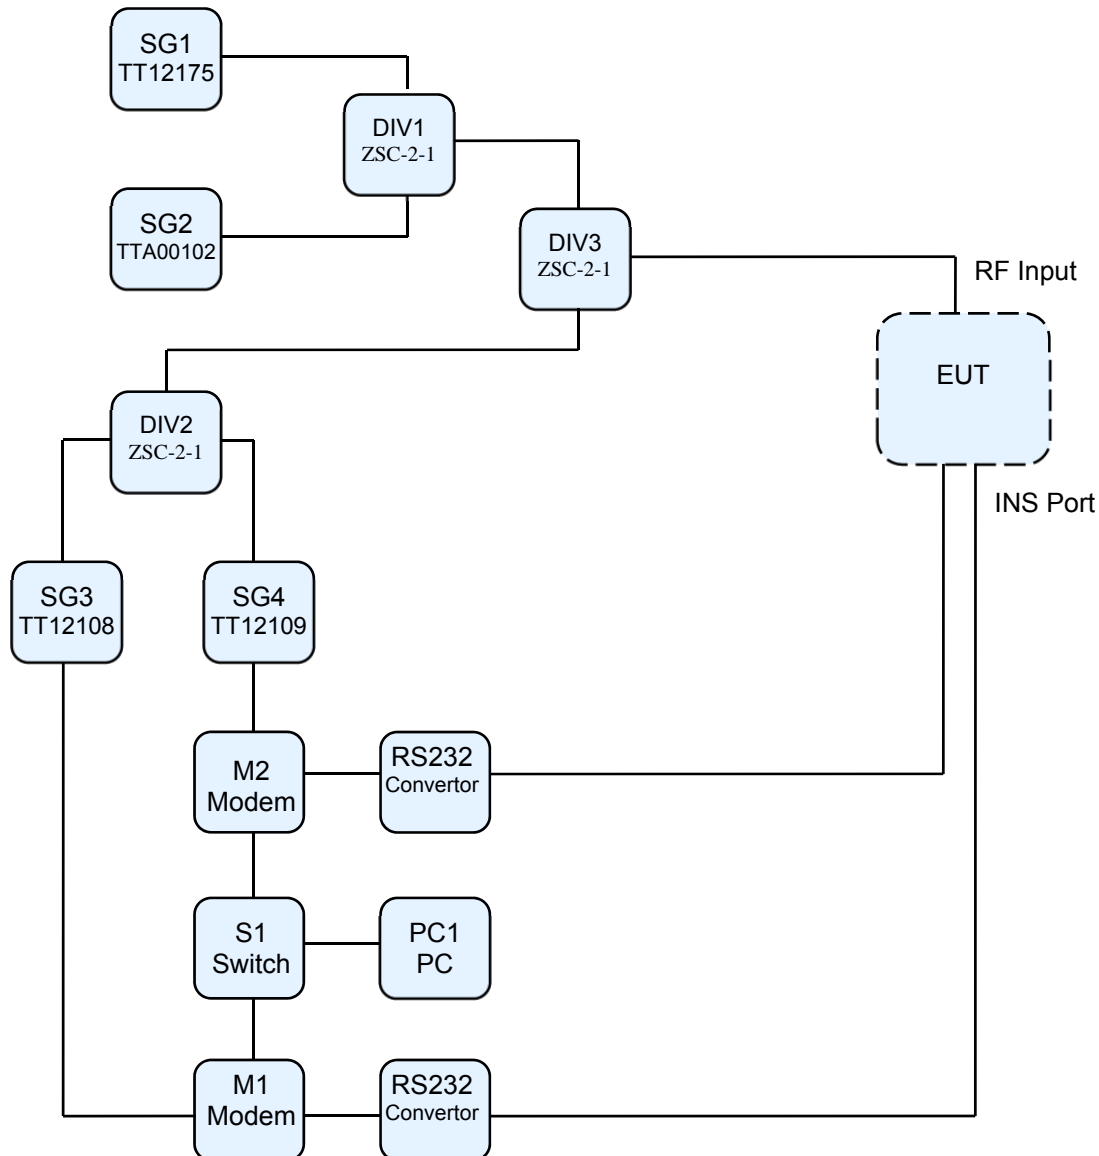 SG1
TT12175
DIV1
ZSC-2-1
SG2
TTA00102
DIV3
ZSC-2-1
RF Input
EUT
DIV2
ZSC-2-1
INS Port
SG3
TT12108
SG4
TT12109
M2
Modem
RS232
Convertor
S1
Switch
PC1
PC
M1
Modem
RS232
Convertor